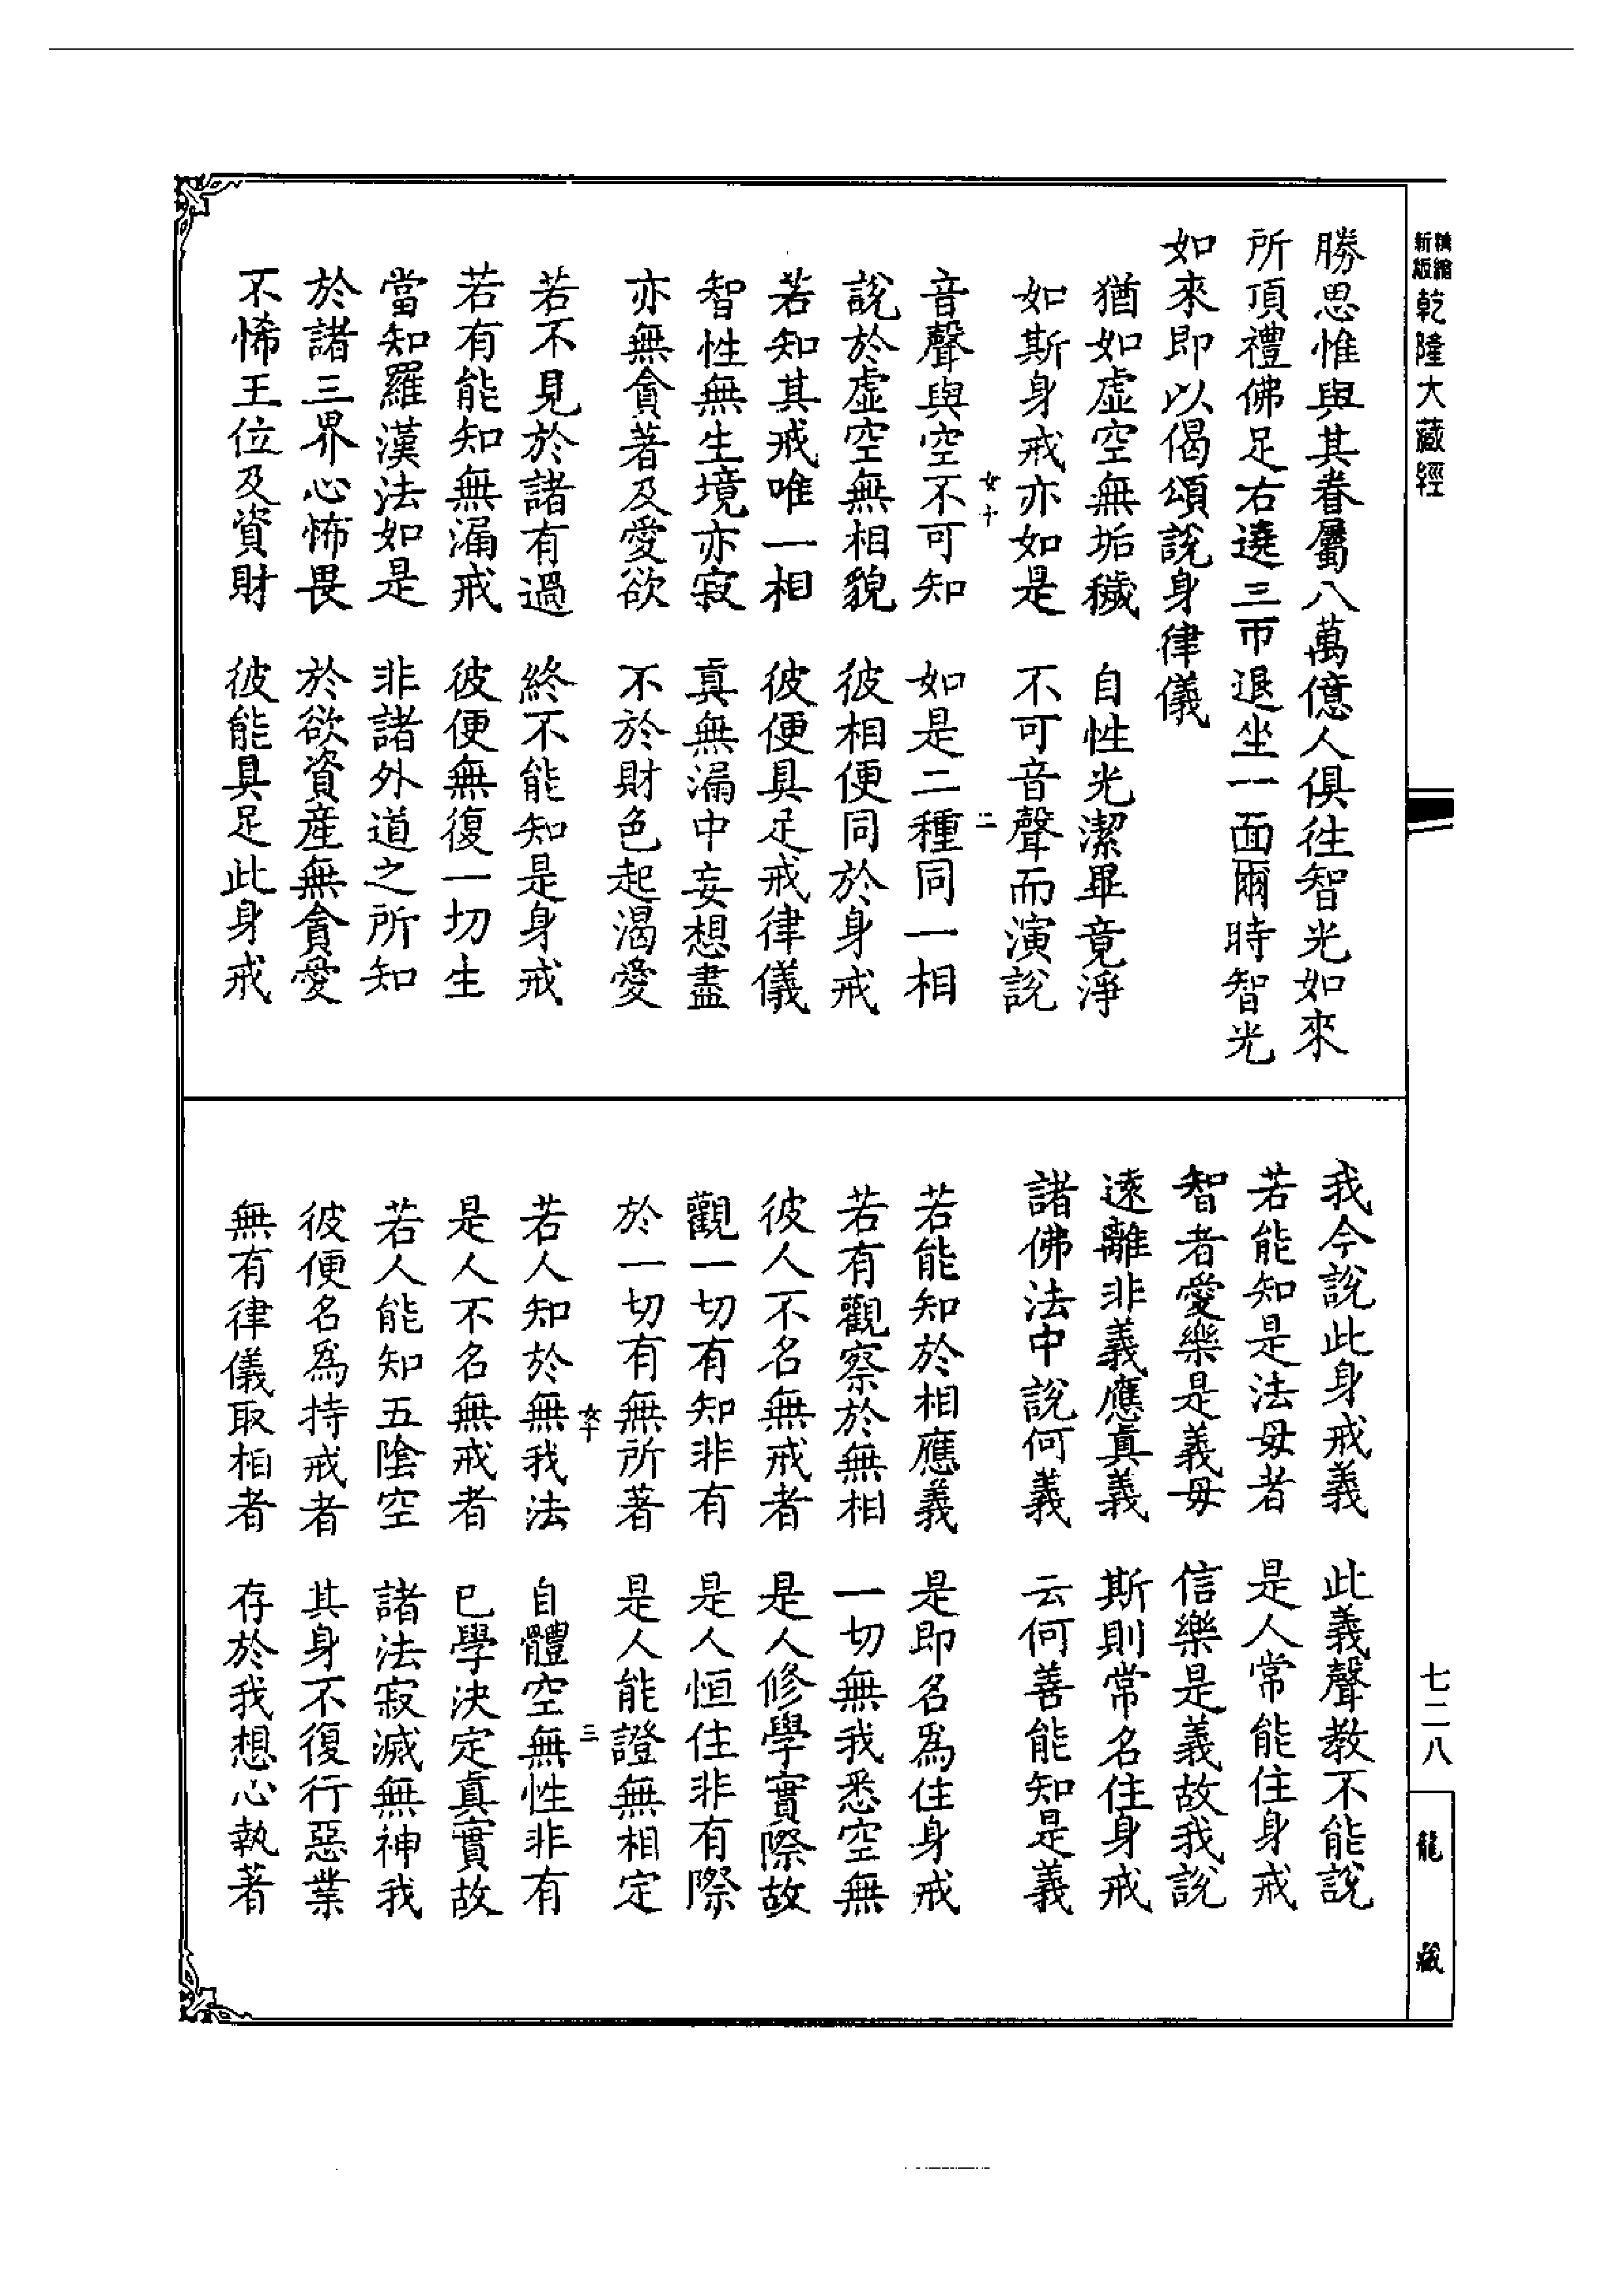 精縮新版乾隆大藏經
勝思惟與其眷屬八萬億人俱往智光如來
所頂禮佛足右遶三帀退坐一面爾時智光
如來即以偈頌說身律儀
猶如虛空無垢穢　自性光潔畢竟淨
如斯身戒亦如是　不可音聲而演說
女十　二
音聲與空不可知　如是二種同一相
說於虛空無相貌　彼相便同於身戒
若知其戒唯一相　彼便具足戒律儀
智性無生境亦寂　真無漏中妄想盡
亦無貪著及愛欲　不於財色起渴愛
若不見於諸有過　終不能知是身戒
若有能知無漏戒　彼便無復一切生
當知羅漢法如是　非諸外道之所知
於諸三界心怖畏　於欲資產無貪愛
不悕王位及資財　彼能具足此身戒
我今說此身戒義　此義聲教不能說
若能知是法毋者　是人常能住身戒
智者愛樂是義毋　信樂是義故我說
遠離非義應眞義　斯則常名住身戒
諸佛法中說何義　云何善能知是義
若能知於相應義　是即名爲住身戒
若有觀察於無相　一切無我悉空無
彼人不名無戒者　是人修學實際故
觀一切有知非有　是人恒住非有際
於一切有無所著　是人能證無相定
女十　三
若人知於無我法　自體空無性非有
是人不名無戒者　已學決定眞實故
若人能知五陰空　諸法寂滅無神我
彼便名爲持戒者　其身不復行惡業
無有律儀取相者　存於我想心執著
七二八
龍藏